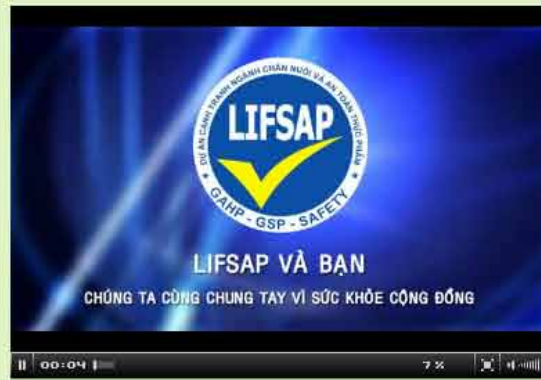 DỰ ÁN CẠNH TRANH NGÀNH CHĂN NUÔI VÀ AN TOÀN THỰC PHẨM
LIFSAP
GAHP - GSP - SAFETY
LIFSAP VÀ BẠN
CHÚNG TA CÙNG CHUNG TAY VÌ SỨC KHỎE CỘNG ĐỒNG
00:04
7%